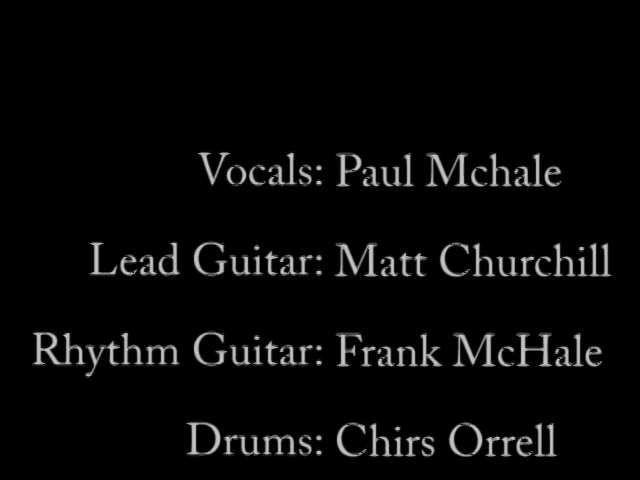 Vocals: Paul Mchale
Lead Guitar: Matt Churchill
Rhythm Guitar: Frank McHale
Drums: Chirs Orrell